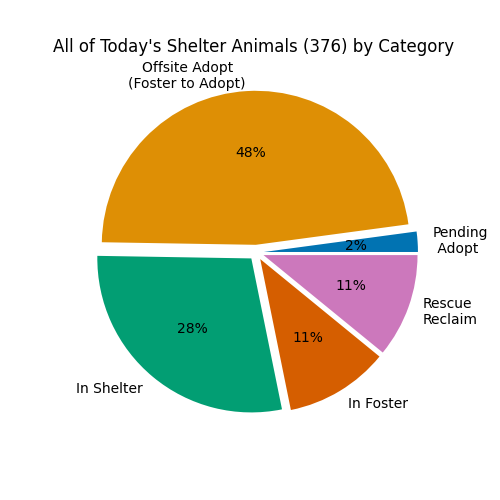 All of Today's Shelter Animals (376) by Category
Offsite Adopt
(Foster to Adopt)
48%
Pending
Adopt
2%
Rescue
Reclaim
11%
28%
11%
In Shelter
In Foster